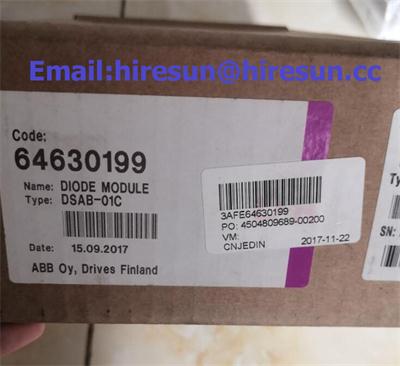 Email:hiresun@hiresun.cc
Code:
64630199
Name: DIODE MODULE
Type: DSAB-01C
Date: 15.09.2017
ABB Oy, Drives Finland
3AFE64630199
PO: 4504809689-00200
VM:
CNJEDIN 2017-11-22
Ty
SN: